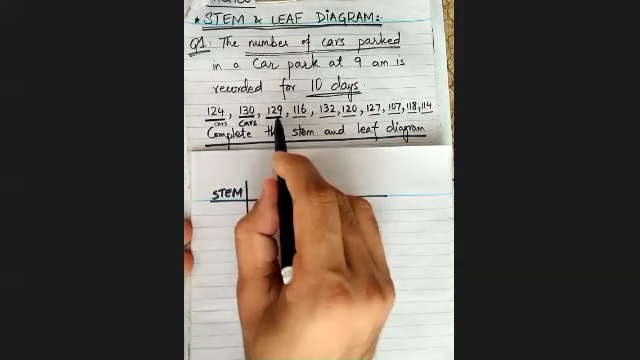 * STEM & LEAF DIAGRAM:
Q1: The number of cars parked
in a car park at 9 am is
recorded for 10 days.
124, 130, 129, 116, 132, 120, 127, 107, 118, 114
cars cars
Complete the stem and leaf diagram
STEM